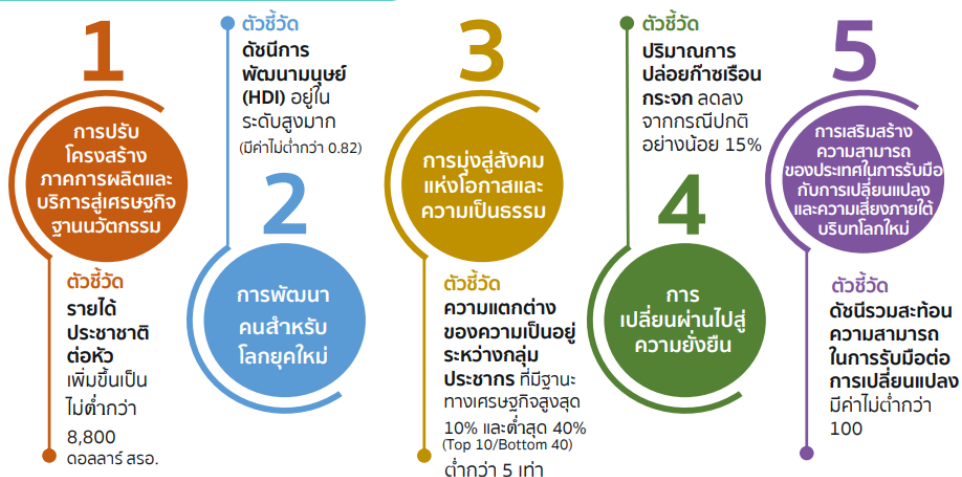 1
การปรับ
โครงสร้าง
ภาคการผลิตและ
บริการสู่เศรษฐกิจ
ฐานนวัตกรรม
ตัวชี้วัด
รายได้
ประชาชาติ
ต่อหัว
เพิ่มขึ้นเป็น
ไม่ต่ำกว่า
8,800
ดอลลาร์ สรอ.
ตัวชี้วัด
ดัชนีการ
พัฒนามนุษย์
(HDI) อยู่ใน
ระดับสูงมาก
(มีค่าไม่ต่ำกว่า 0.82)
2
การพัฒนา
คนสำหรับ
โลกยุคใหม่
3
การมุ่งสู่สังคม
แห่งโอกาสและ
ความเป็นธรรม
ตัวชี้วัด
ความแตกต่าง
ของความเป็นอยู่
ระหว่างกลุ่ม
ประชากร ที่มีฐานะ
ทางเศรษฐกิจสูงสุด
10% และต่ำสุด 40%
(Top 10/Bottom 40)
ต่ำกว่า 5 เท่า
ตัวชี้วัด
ปริมาณการ
ปล่อยก๊าซเรือน
กระจก ลดลง
จากกรณีปกติ
อย่างน้อย 15%
4
การ
เปลี่ยนผ่านไปสู่
ความยั่งยืน
5
การเสริมสร้าง
ความสามารถ
ของประเทศในการรับมือ
กับการเปลี่ยนแปลง
และความเสี่ยงภายใต้
บริบทโลกใหม่
ตัวชี้วัด
ดัชนีรวมสะท้อน
ความสามารถ
ในการรับมือต่อ
การเปลี่ยนแปลง
มีค่าไม่ต่ำกว่า
100